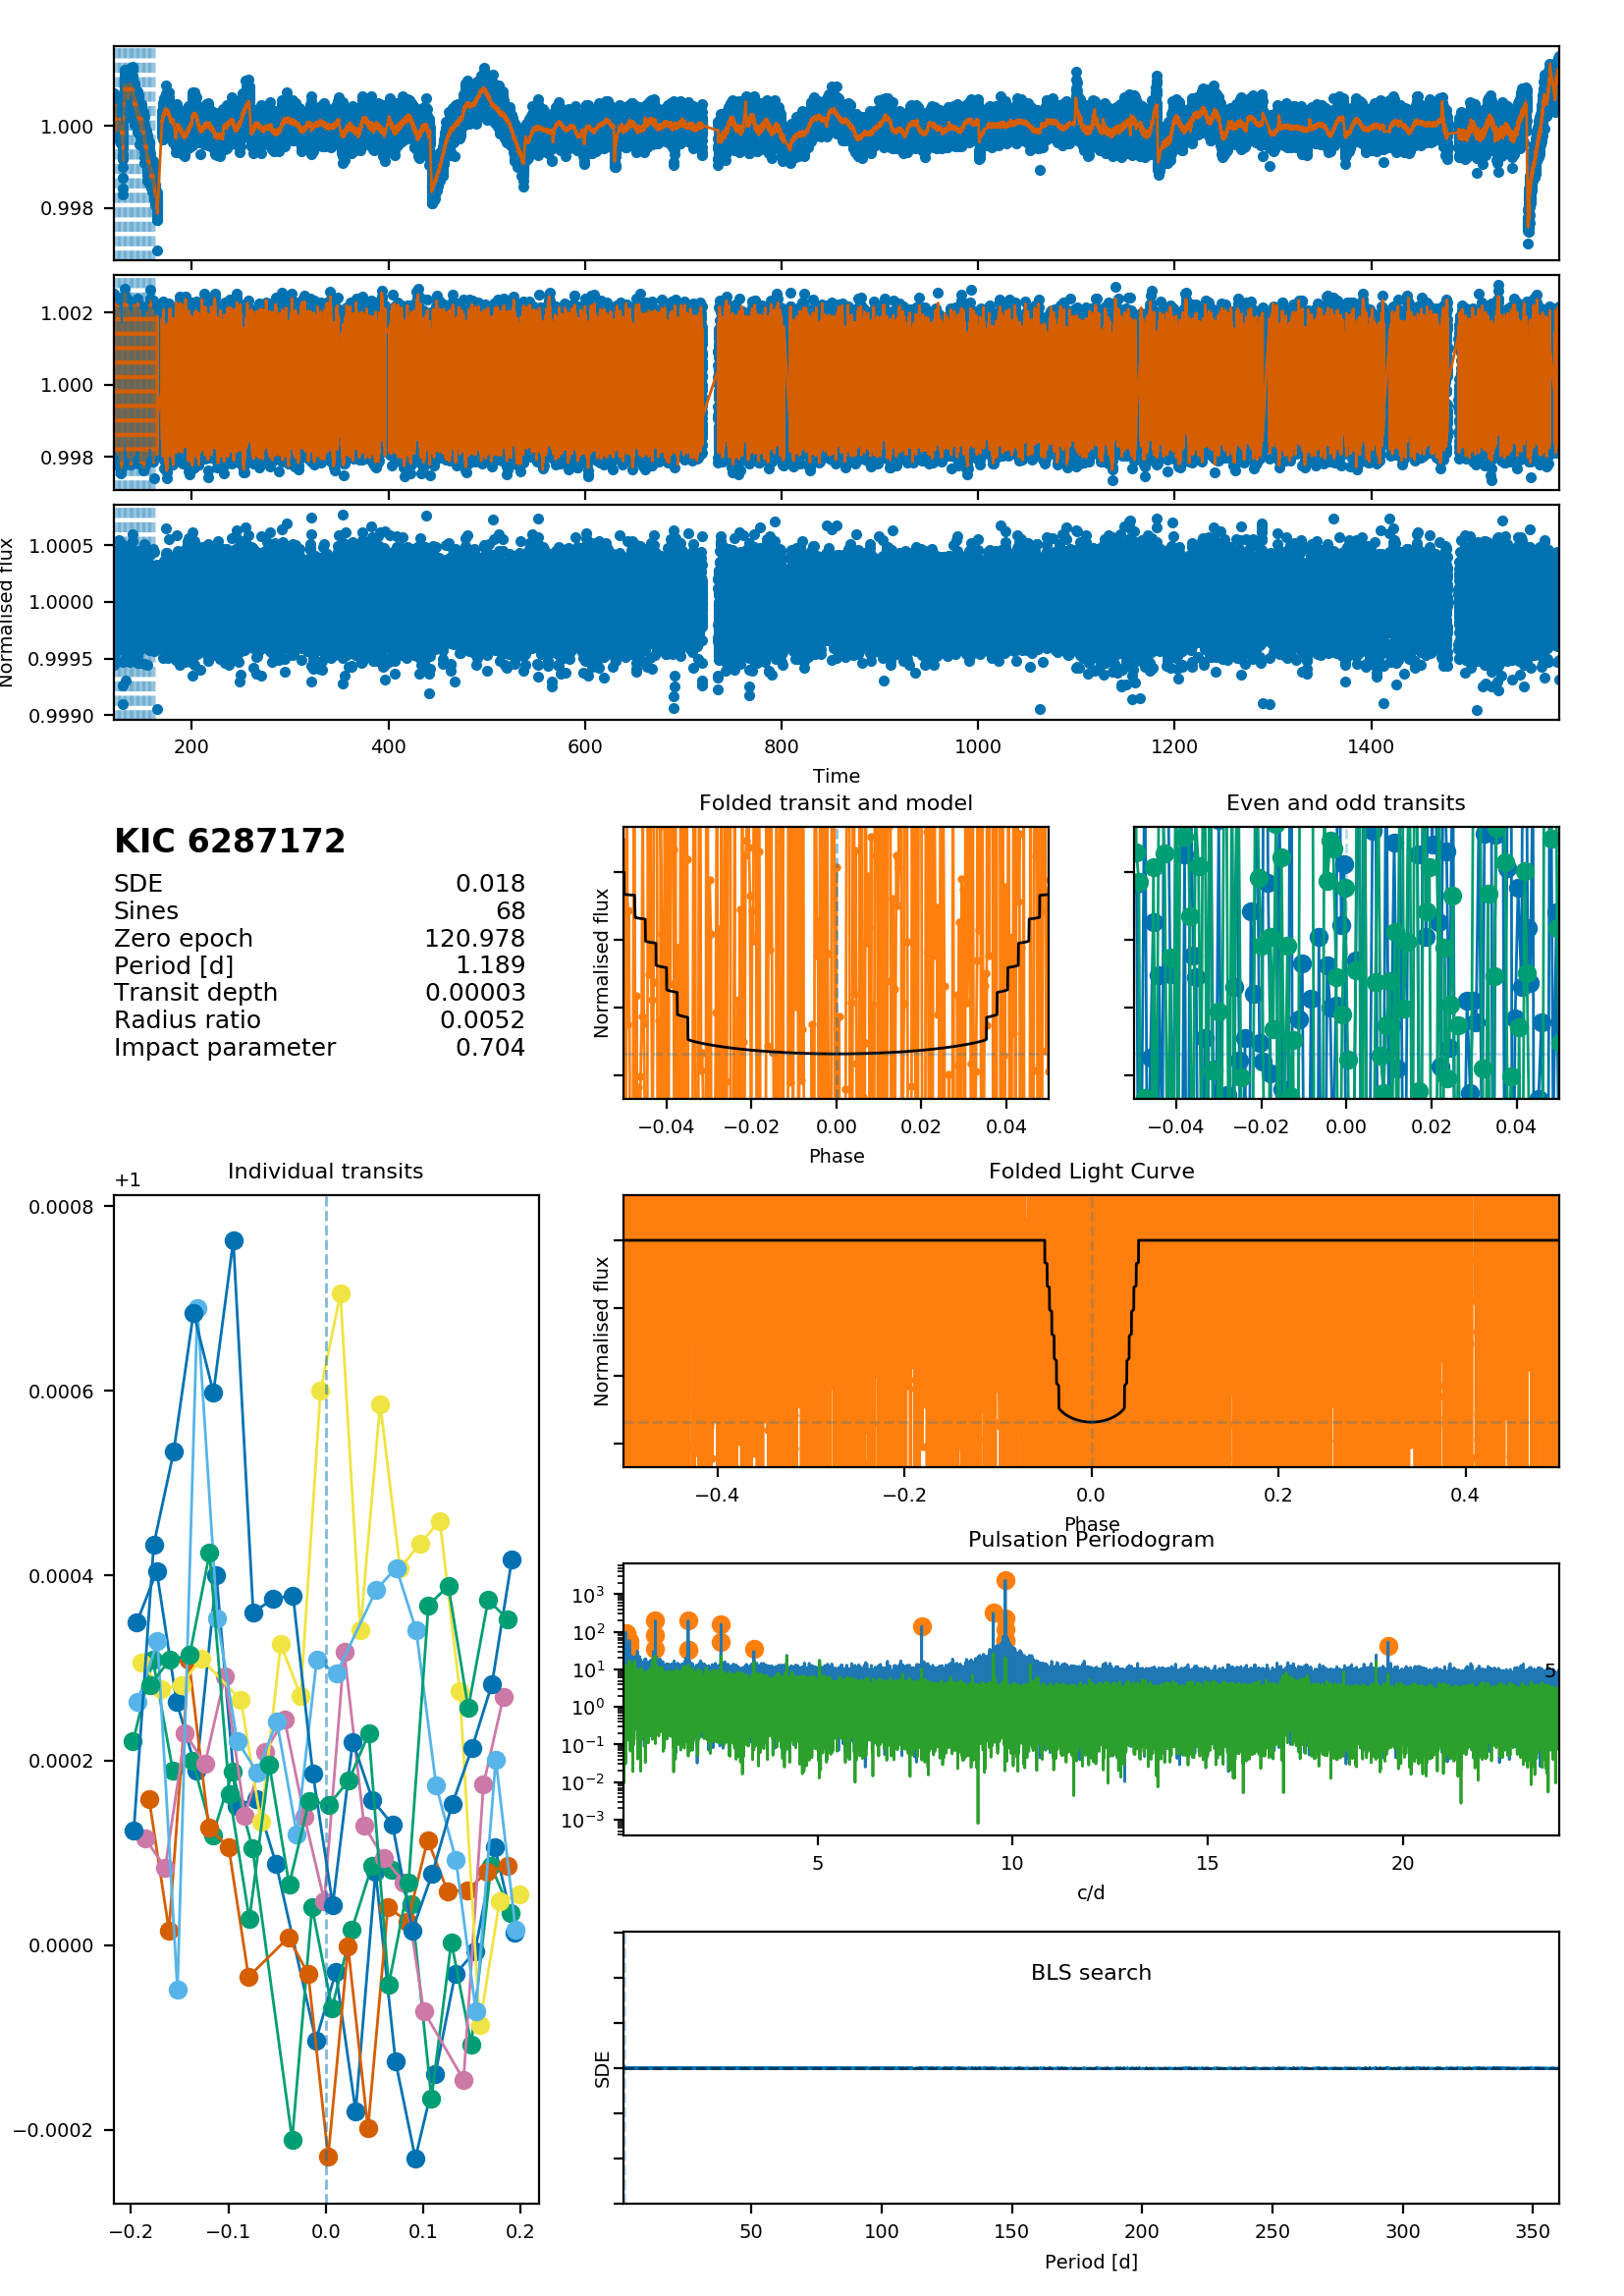 1.000
0.998
1.002
1.000
0.998
Normalised flux
1.0005
1.0000
0.9995
0.9990
200 400 600 800 1000 1200 1400
Time
KIC 6287172
SDE 0.018
Sines 68
Zero epoch 120.978
Period [d] 1.189
Transit depth 0.00003
Radius ratio 0.0052
Impact parameter 0.704
Folded transit and model
Normalised flux
−0.04 −0.02 0.00 0.02 0.04
Phase
Even and odd transits
−0.04 −0.02 0.00 0.02 0.04
Individual transits
+1
0.0008
0.0006
0.0004
0.0002
0.0000
−0.0002
−0.2 −0.1 0.0 0.1 0.2
Folded Light Curve
Normalised flux
−0.4 −0.2 0.0 0.2 0.4
Phase
Pulsation Periodogram
10³
10²
10¹
10⁰
10⁻¹
10⁻²
10⁻³
5
5 10 15 20
c/d
BLS search
SDE
50 100 150 200 250 300 350
Period [d]